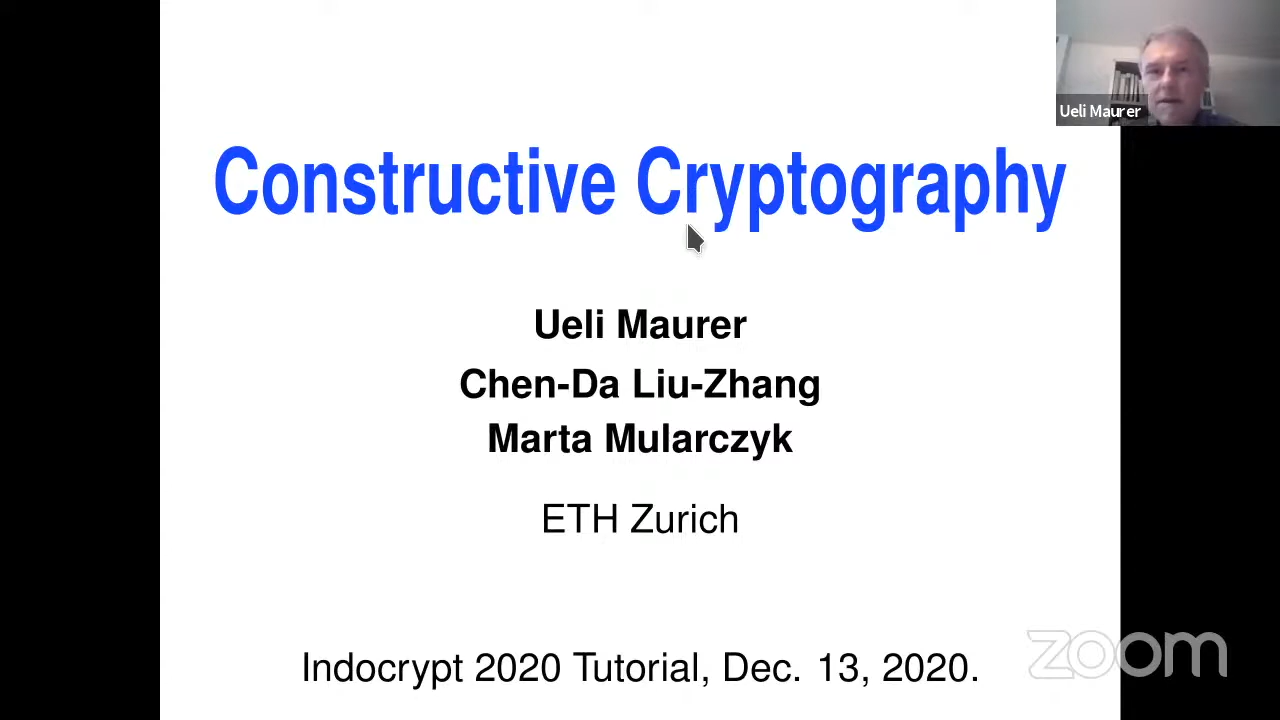 Ueli Maurer
Constructive Cryptography
Ueli Maurer
Chen-Da Liu-Zhang
Marta Mularczyk
ETH Zurich
Indocrypt 2020 Tutorial, Dec. 13, 2020.
zoom